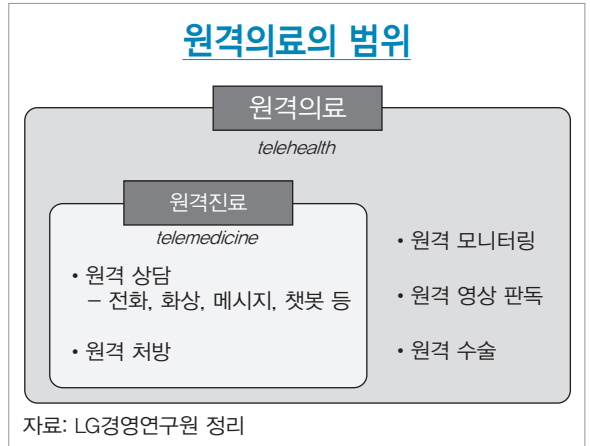 원격의료의 범위
원격의료
telehealth
원격진료
telemedicine
• 원격 상담
– 전화, 화상, 메시지, 챗봇 등
• 원격 처방
• 원격 모니터링
• 원격 영상 판독
• 원격 수술
자료: LG경영연구원 정리